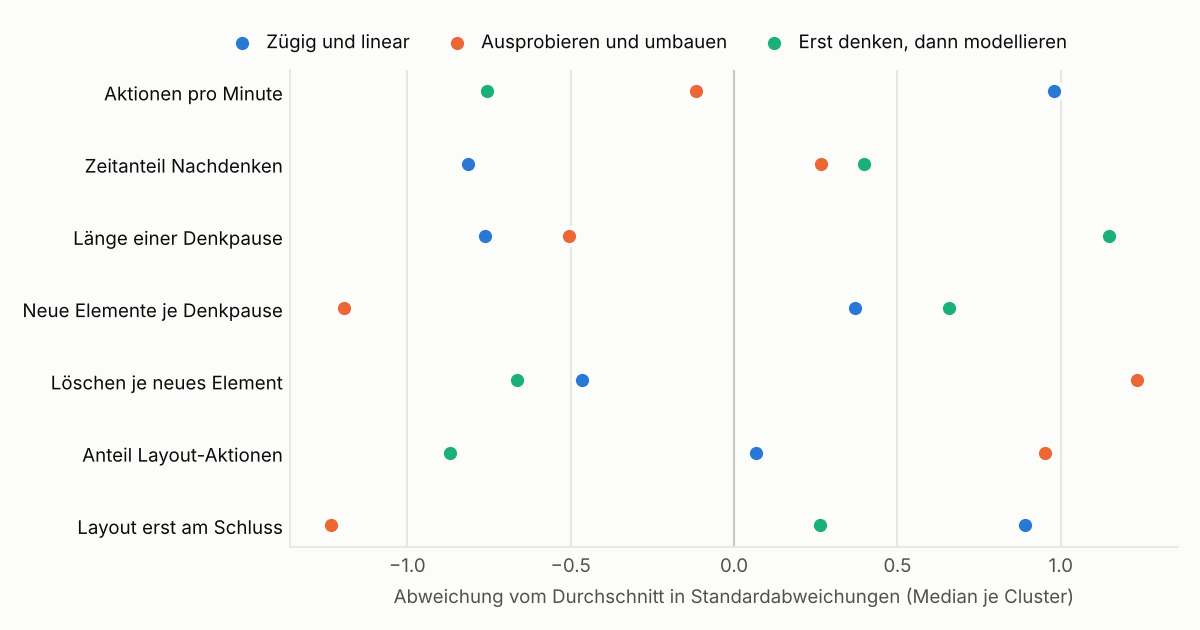 Zügig und linear Ausprobieren und umbauen Erst denken, dann modellieren
Aktionen pro Minute
Zeitanteil Nachdenken
Länge einer Denkpause
Neue Elemente je Denkpause
Löschen je neues Element
Anteil Layout-Aktionen
Layout erst am Schluss
−1.0 −0.5 0.0 0.5 1.0
Abweichung vom Durchschnitt in Standardabweichungen (Median je Cluster)